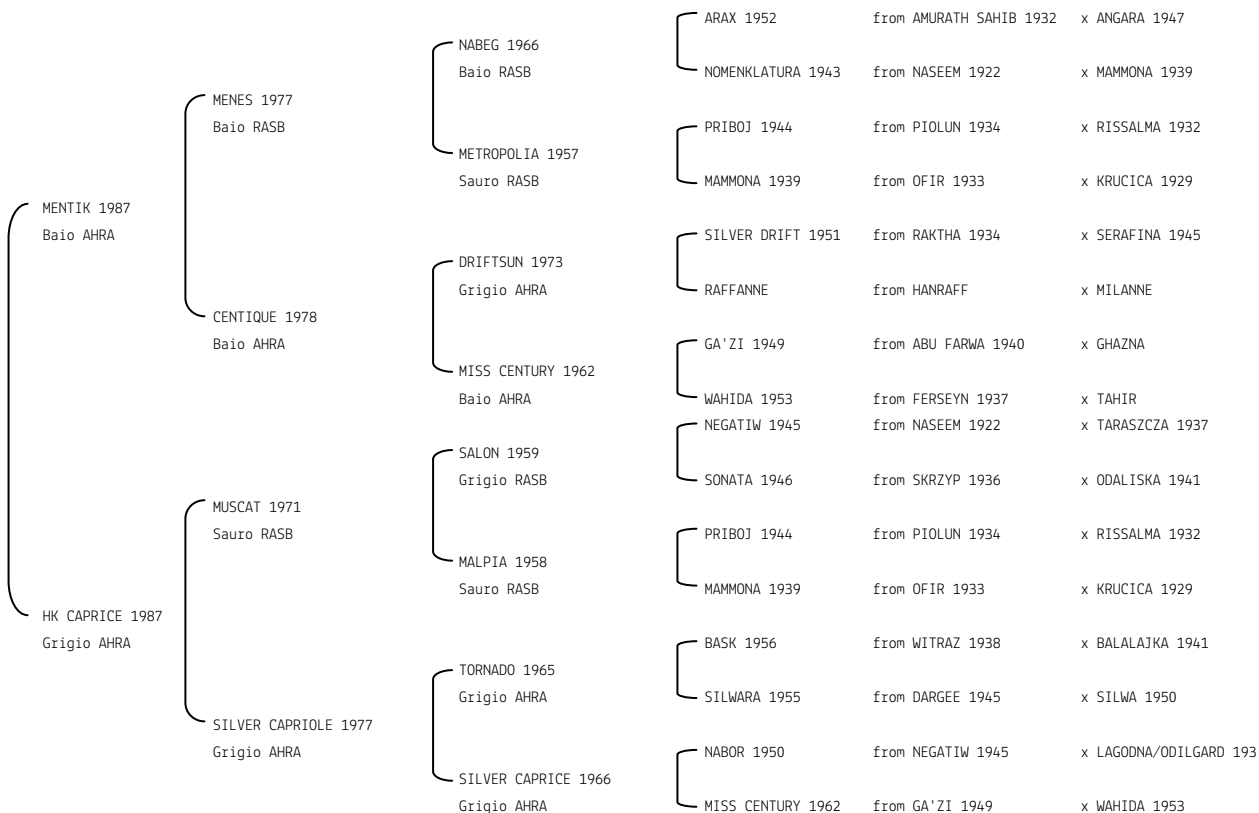 ARAX 1952 from AMURATH SAHIB 1932 x ANGARA 1947
NABEG 1966
Baio RASB NOMENKLATURA 1943 from NASEEM 1922 x MAMMONA 1939
MENES 1977
Baio RASB PRIBOJ 1944 from PIOLUN 1934 x RISSALMA 1932
METROPOLIA 1957
Sauro RASB MAMMONA 1939 from OFIR 1933 x KRUCICA 1929
MENTIK 1987
Baio AHRA SILVER DRIFT 1951 from RAKTHA 1934 x SERAFINA 1945
DRIFTSUN 1973
Grigio AHRA RAFFANNE from HANRAFF x MILANNE
CENTIQUE 1978
Baio AHRA GA'ZI 1949 from ABU FARWA 1940 x GHAZNA
MISS CENTURY 1962
Baio AHRA WAHIDA 1953 from FERSEYN 1937 x TAHIR
NEGATIW 1945 from NASEEM 1922 x TARASZCZA 1937
SALON 1959
Grigio RASB SONATA 1946 from SKRZYP 1936 x ODALISKA 1941
MUSCAT 1971
Sauro RASB PRIBOJ 1944 from PIOLUN 1934 x RISSALMA 1932
MALPIA 1958
Sauro RASB MAMMONA 1939 from OFIR 1933 x KRUCICA 1929
HK CAPRICE 1987
Grigio AHRA BASK 1956 from WITRAZ 1938 x BALALAJKA 1941
TORNADO 1965
Grigio AHRA SILWARA 1955 from DARGEE 1945 x SILWA 1950
SILVER CAPRIOLE 1977
Grigio AHRA NABOR 1950 from NEGATIW 1945 x LAGODNA/ODILGARD 193
SILVER CAPRICE 1966
Grigio AHRA MISS CENTURY 1962 from GA'ZI 1949 x WAHIDA 1953